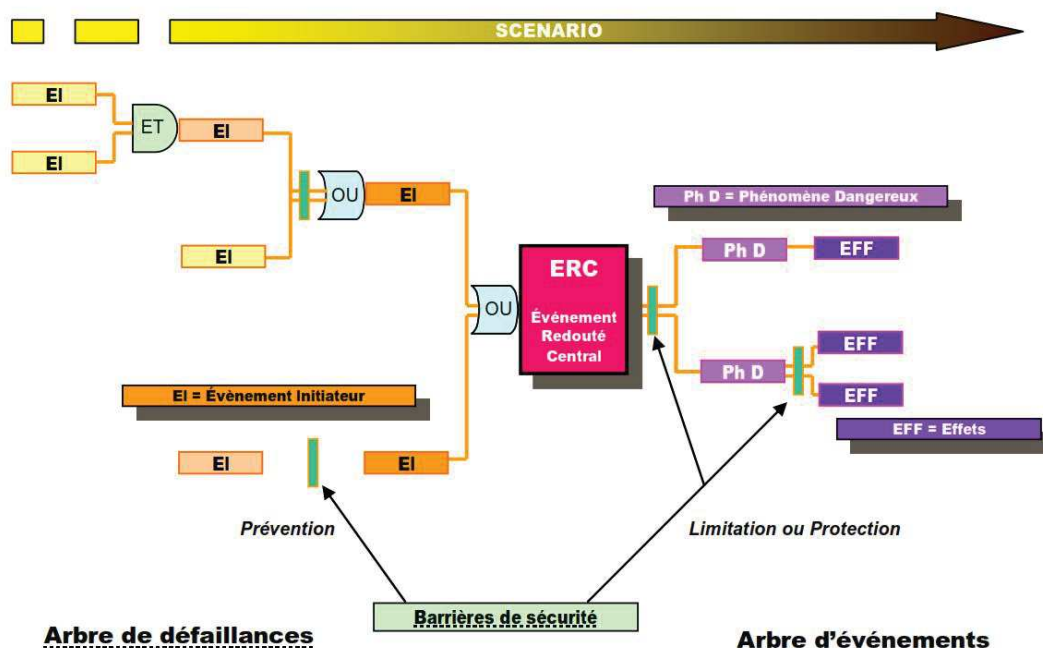 SCENARIO
EI
ET
EI
EI
OU
EI
Ph D = Phénomène Dangereux
EI
Ph D
EFF
ERC
OU
Événement
Redouté
Central
EFF
Ph D
EI = Évènement Initiateur
EFF
EFF = Effets
EI
EI
Prévention
Limitation ou Protection
Barrières de sécurité
Arbre de défaillances
Arbre d'événements